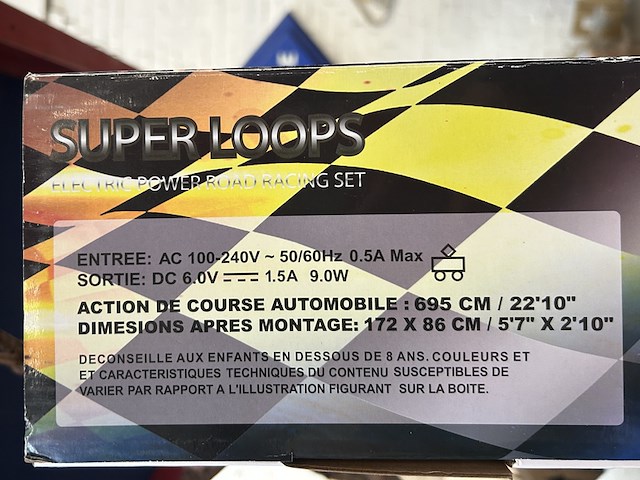 SUPER LOOPS
ELECTRIC POWER ROAD RACING SET
ENTREE: AC 100-240V ~ 50/60Hz 0.5A Max
SORTIE: DC 6.0V ⎓ 1.5A 9.0W
ACTION DE COURSE AUTOMOBILE : 695 CM / 22'10"
DIMESIONS APRES MONTAGE: 172 X 86 CM / 5'7" X 2'10"
DECONSEILLE AUX ENFANTS EN DESSOUS DE 8 ANS. COULEURS ET
ET CARACTERISTIQUES TECHNIQUES DU CONTENU SUSCEPTIBLES DE
VARIER PAR RAPPORT A L'ILLUSTRATION FIGURANT SUR LA BOITE.